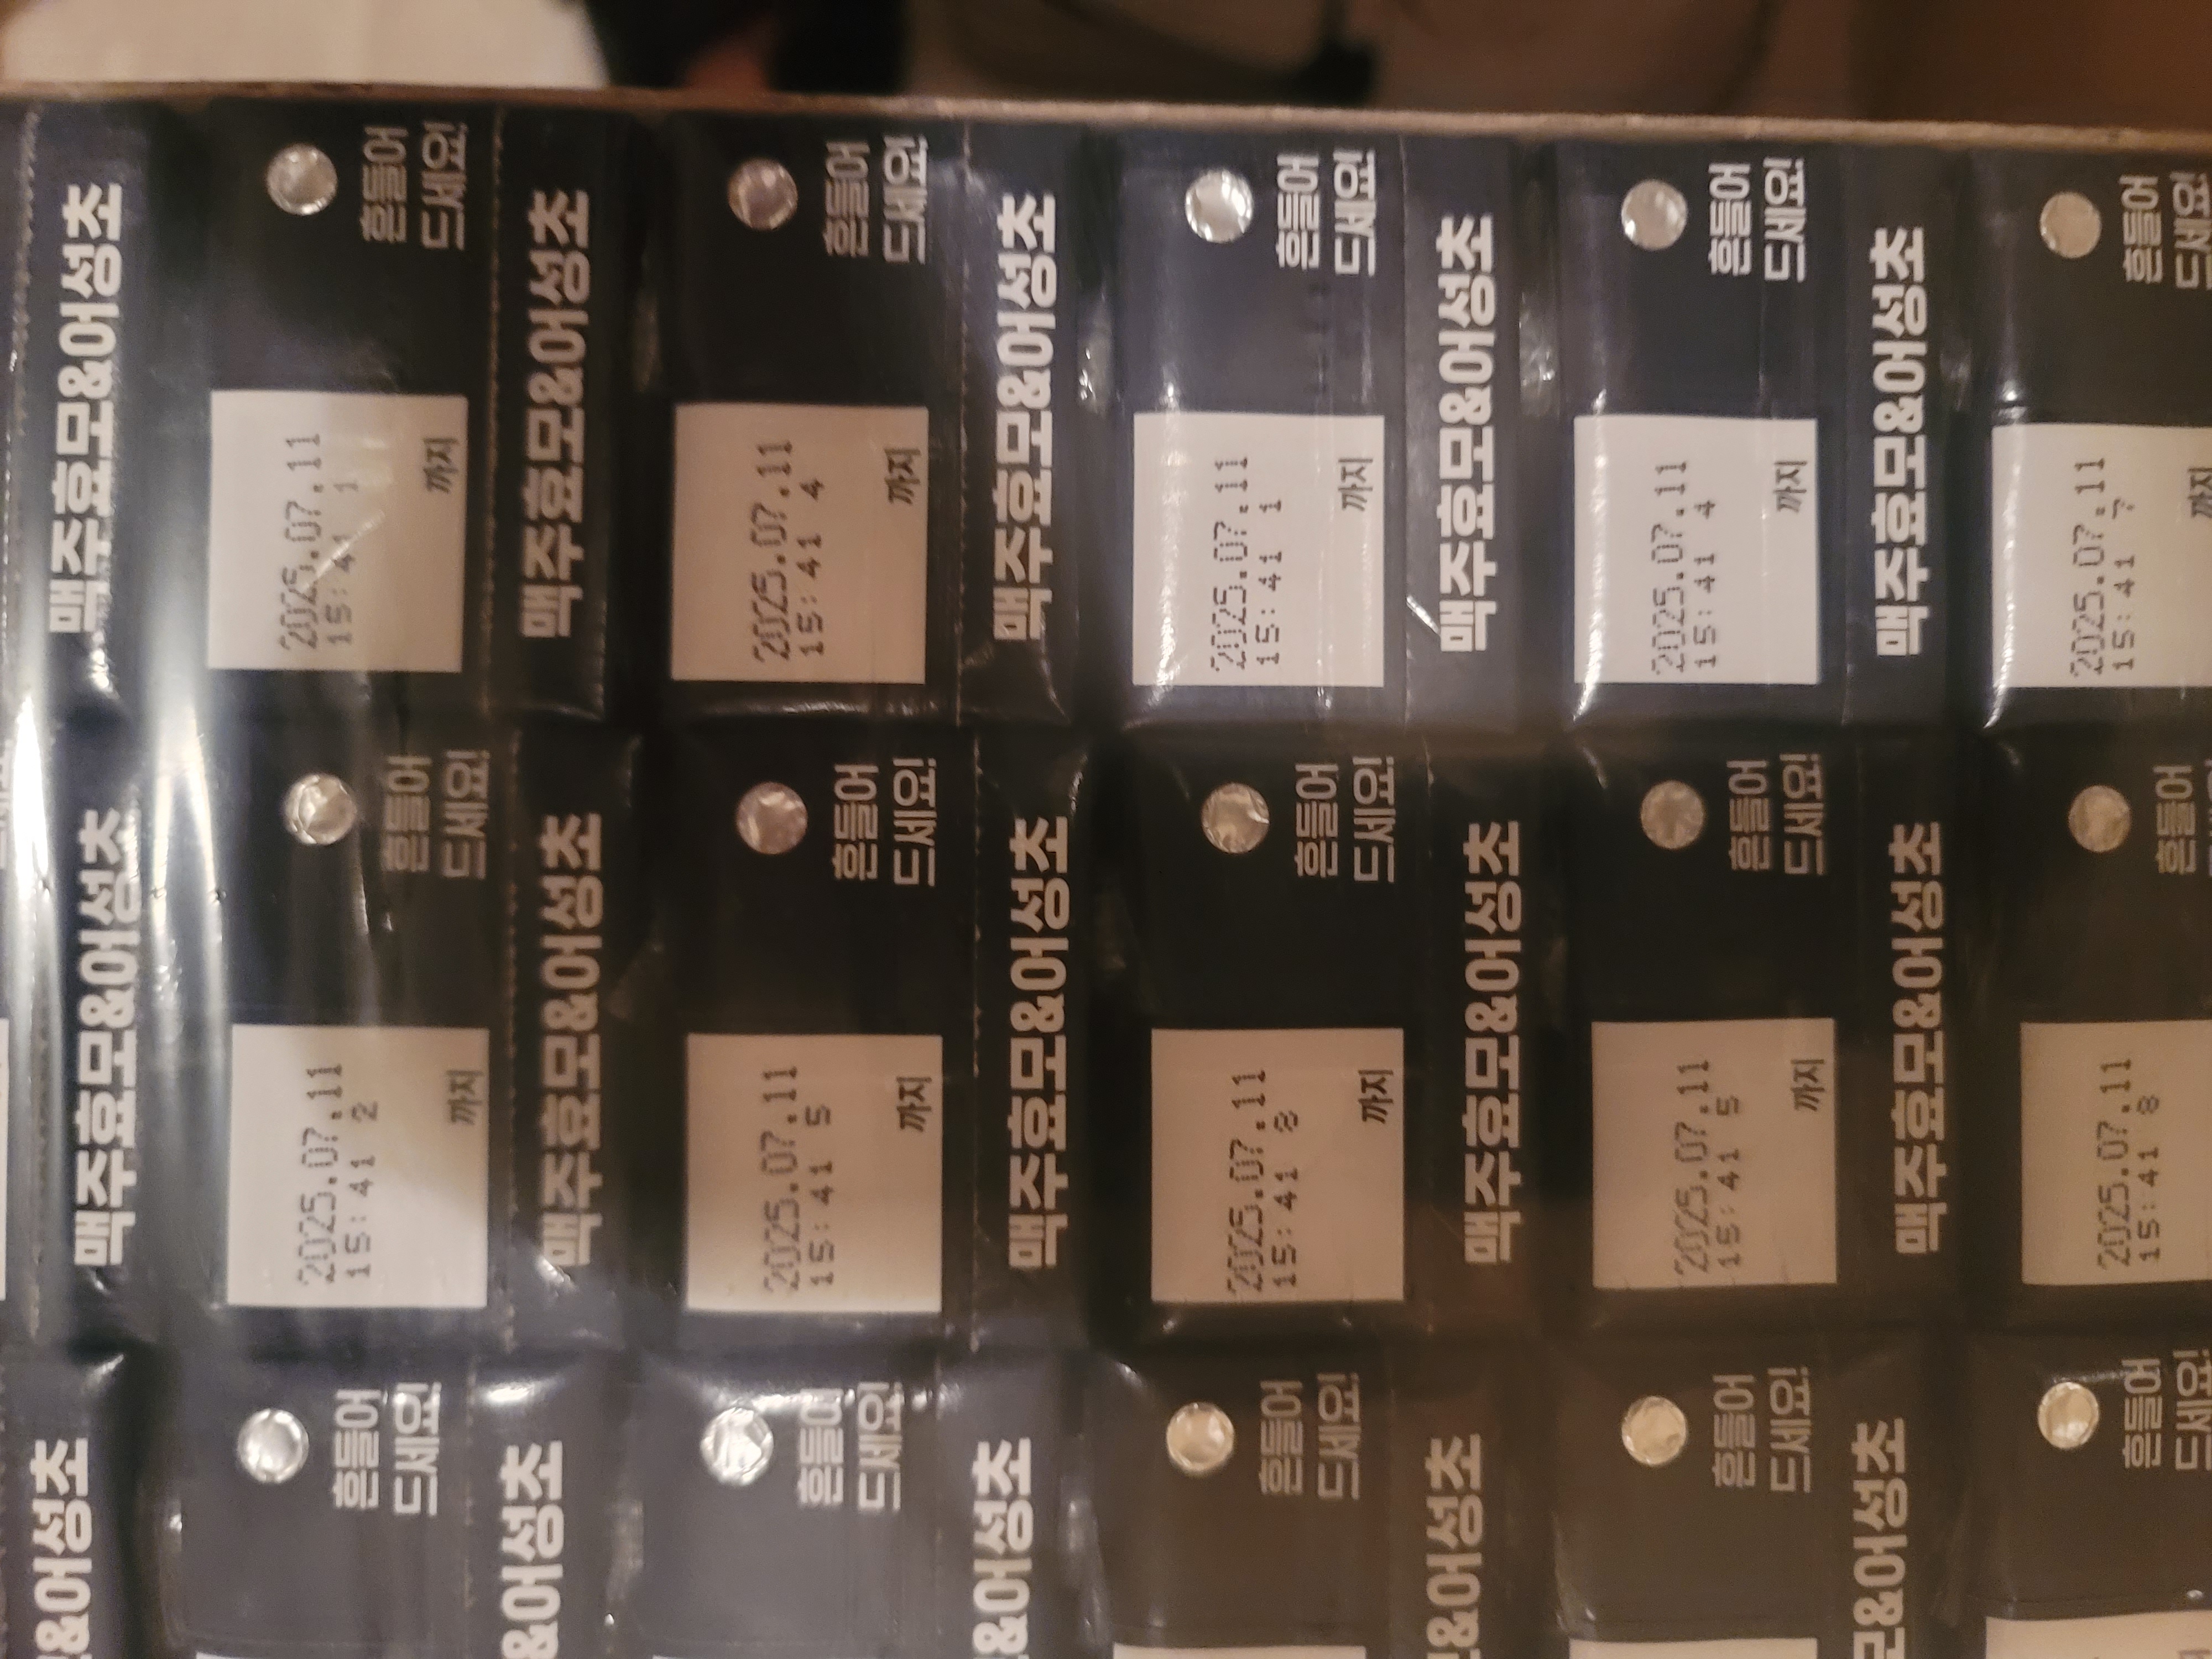 맥주효모&어성초
흔들어
드세요!
2025.07.11
15:41 1
까지
맥주효모&어성초
흔들어
드세요!
2025.07.11
15:41 4
까지
맥주효모&어성초
흔들어
드세요!
2025.07.11
15:41 1
까지
맥주효모&어성초
흔들어
드세요!
2025.07.11
15:41 4
까지
맥주효모&어성초
흔들어
드세요!
2025.07.11
15:41 7
까지
맥주효모&어성초
흔들어
드세요!
2025.07.11
15:41 2
까지
맥주효모&어성초
흔들어
드세요!
2025.07.11
15:41 5
까지
맥주효모&어성초
흔들어
드세요!
2025.07.11
15:41 8
까지
맥주효모&어성초
흔들어
드세요!
2025.07.11
15:41 5
까지
맥주효모&어성초
흔들어
2025.07.11
15:41 8
&어성초
흔들어
드세요!
&어성초
흔들어
드세요!
&어성초
흔들어
드세요!
&어성초
흔들어
드세요!
모&어성초
흔들어
드세요!